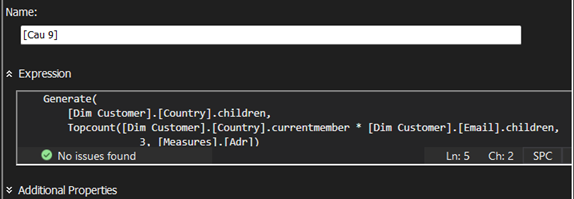 Name:
[Cau 9]
Expression
Generate(
[Dim Customer].[Country].children,
Topcount([Dim Customer].[Country].currentmember * [Dim Customer].[Email].children,
3, [Measures].[Adr])
No issues found Ln: 5 Ch: 2 SPC
Additional Properties